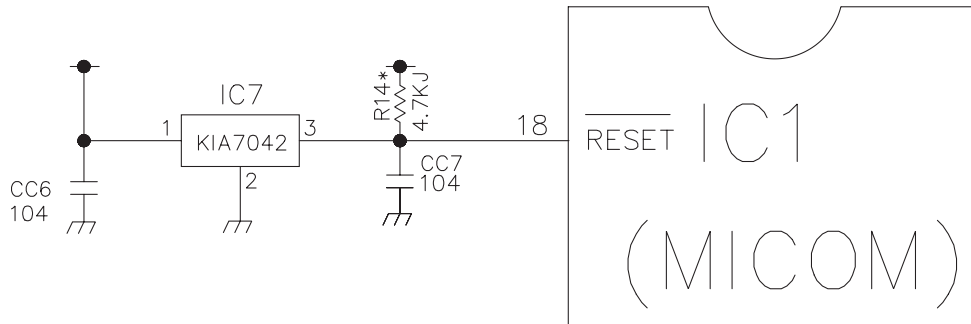 IC7
1
KIA7042
3
2
CC6
104
R14*
4.7KJ
CC7
104
18
RESET
IC1
(MICOM)